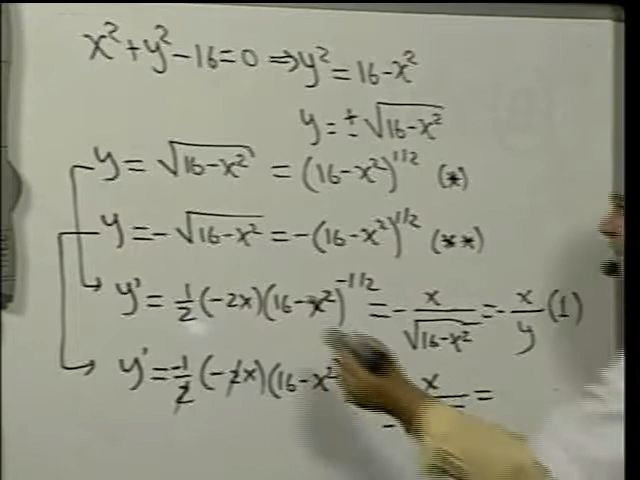 x²+y²-16=0 ⇒ y²=16-x²
y=±√(16-x²)
y=√(16-x²) = (16-x²)^1/2 (*)
y=-√(16-x²) = -(16-x²)^1/2 (**)
y'=1/2(-2x)(16-x²)^-1/2 = -x/√(16-x²) = -x/y (1)
y'=-1/2(-2x)(16-x² x =